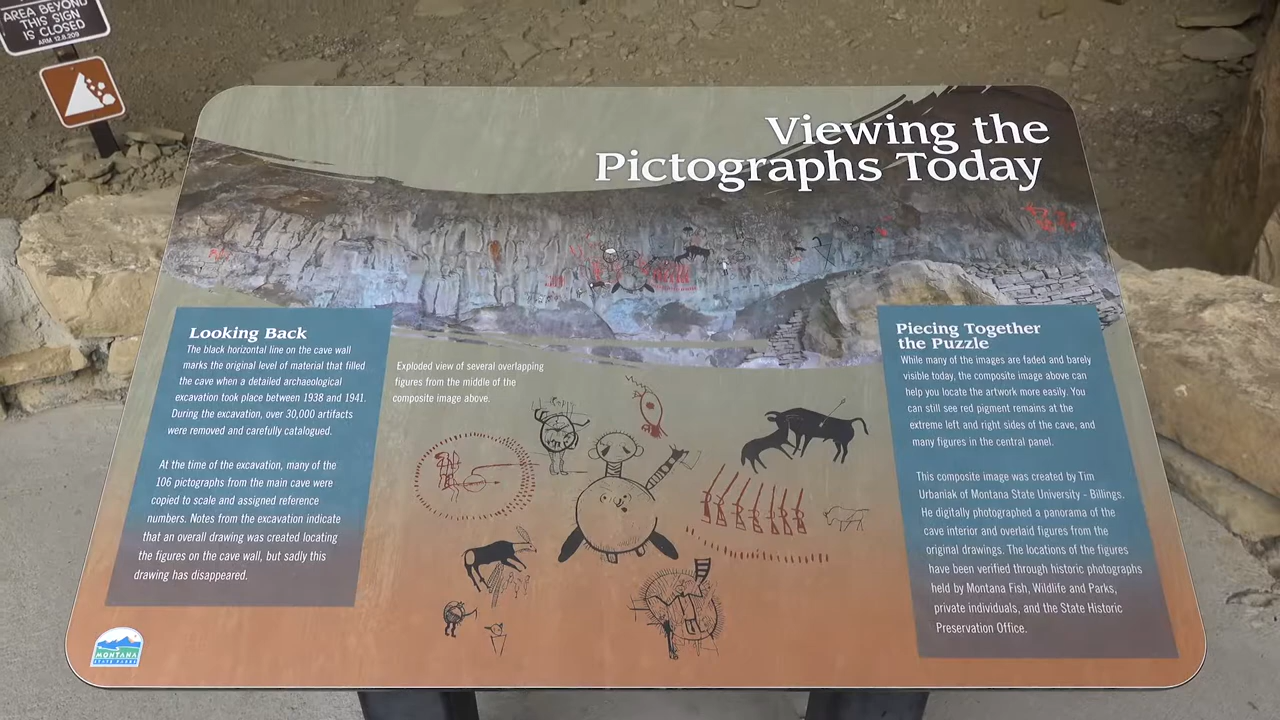 AREA BEYOND
THIS SIGN
IS CLOSED
ARM 12.8.209
Viewing the
Pictographs Today
Looking Back
The black horizontal line on the cave wall
marks the original level of material that filled
the cave when a detailed archaeological
excavation took place between 1938 and 1941.
During the excavation, over 30,000 artifacts
were removed and carefully catalogued.
At the time of the excavation, many of the
106 pictographs from the main cave were
copied to scale and assigned reference
numbers. Notes from the excavation indicate
that an overall drawing was created locating
the figures on the cave wall, but sadly this
drawing has disappeared.
Exploded view of several overlapping
figures from the middle of the
composite image above.
Piecing Together
the Puzzle
While many of the images are faded and barely
visible today, the composite image above can
help you locate the artwork more easily. You
can still see red pigment remains at the
extreme left and right sides of the cave, and
many figures in the central panel.
This composite image was created by Tim
Urbaniak of Montana State University - Billings.
He digitally photographed a panorama of the
cave interior and overlaid figures from the
original drawings. The locations of the figures
have been verified through historic photographs
held by Montana Fish, Wildlife and Parks,
private individuals, and the State Historic
Preservation Office.
MONTANA
STATE PARKS